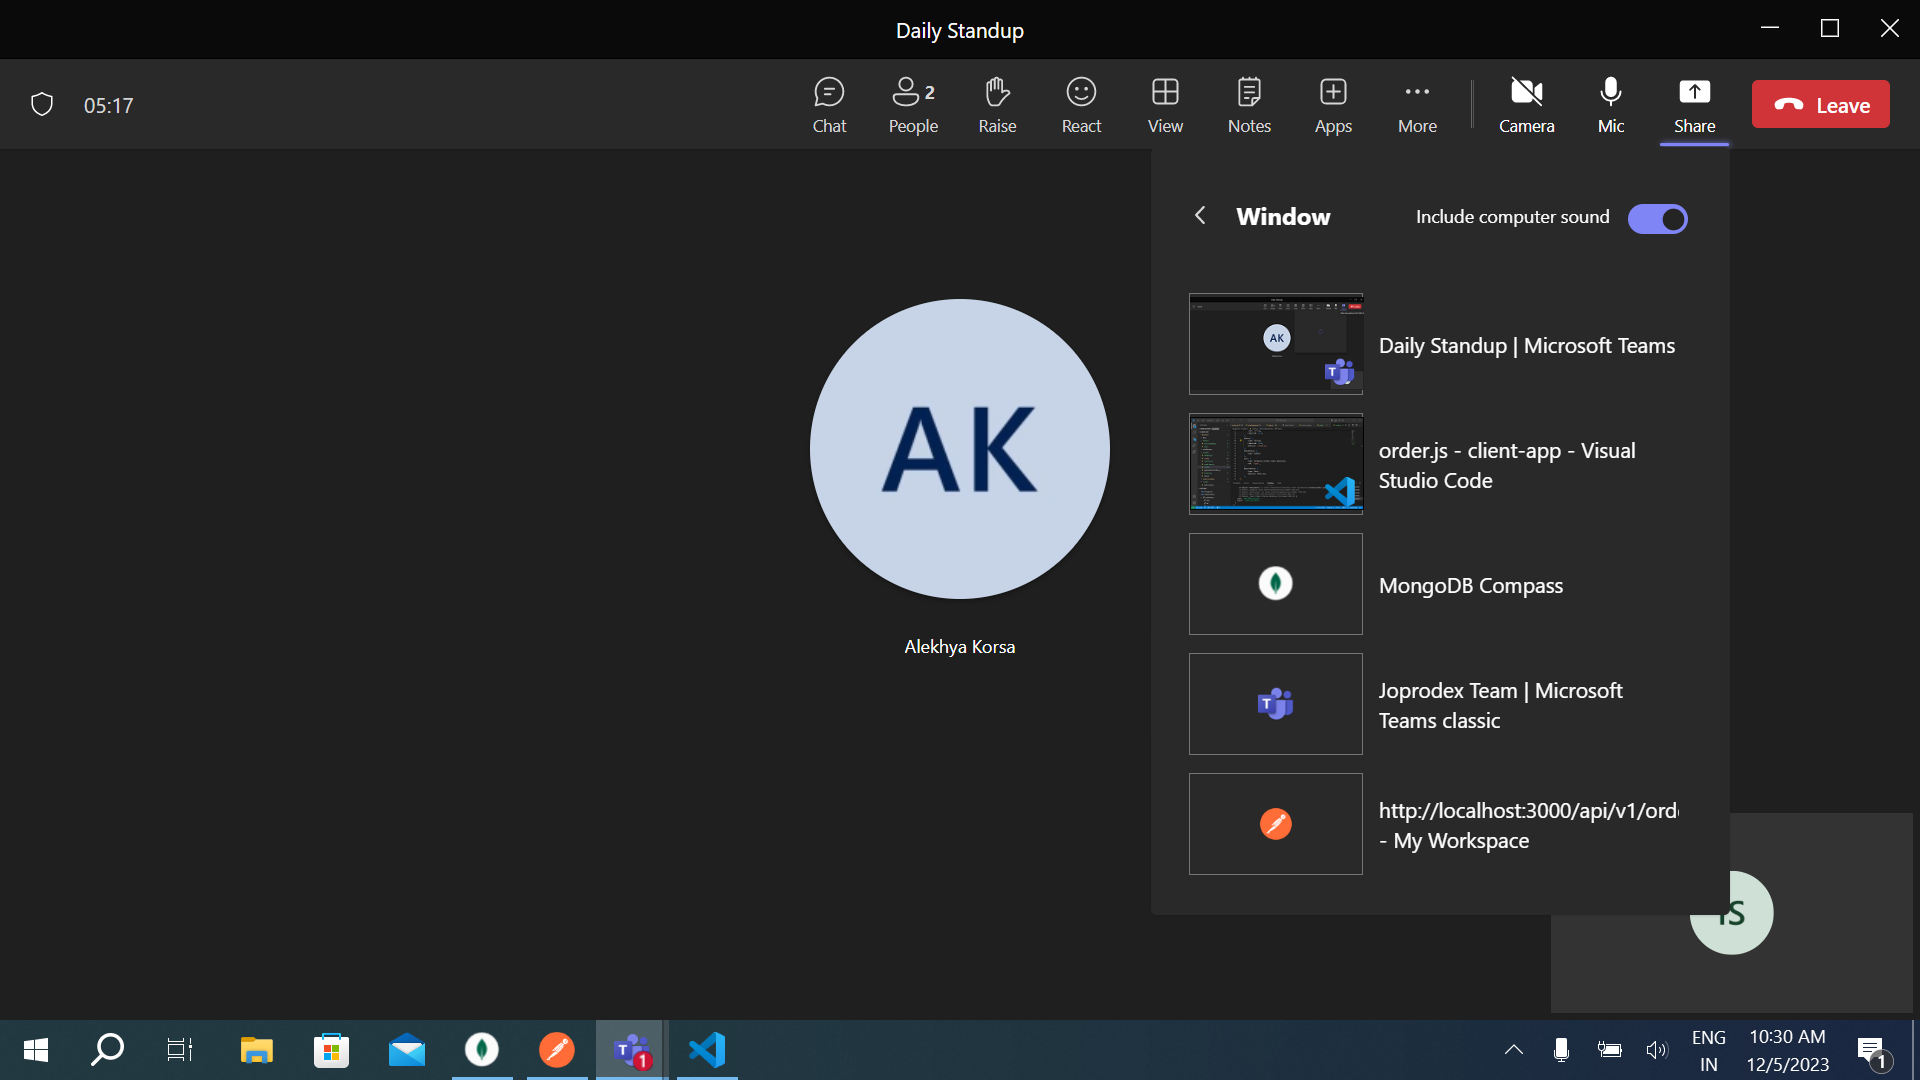 Daily Standup
05:17
Chat
2
People
Raise
React
View
Notes
Apps
More
Camera
Mic
Share
Leave
Window
Include computer sound
AK
Daily Standup | Microsoft Teams
T
order.js - client-app - Visual
Studio Code
MongoDB Compass
T
Joprodex Team | Microsoft
Teams classic
http://localhost:3000/api/v1/ord
- My Workspace
AK
Alekhya Korsa
IS
T
1
ENG
IN
10:30 AM
12/5/2023
1